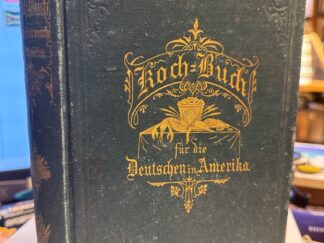 Koch=Buch
für die
Deutschen in Amerika.